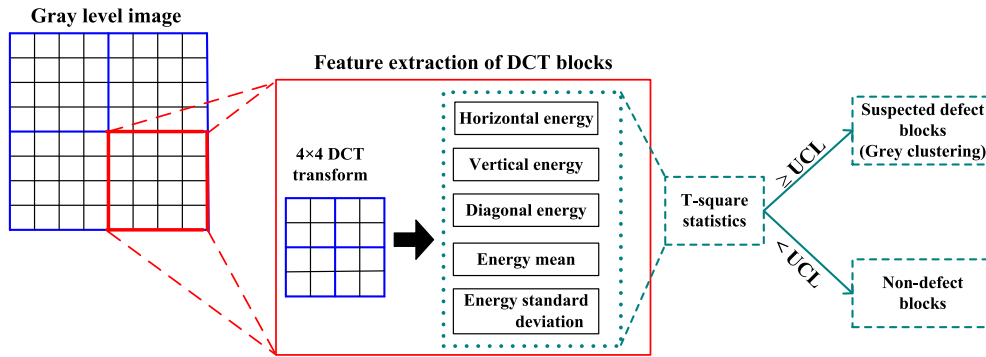 Gray level image
Feature extraction of DCT blocks
4×4 DCT
transform
Horizontal energy
Vertical energy
Diagonal energy
Energy mean
Energy standard
deviation
T-square
statistics
≥ UCL
< UCL
Suspected defect
blocks
(Grey clustering)
Non-defect
blocks